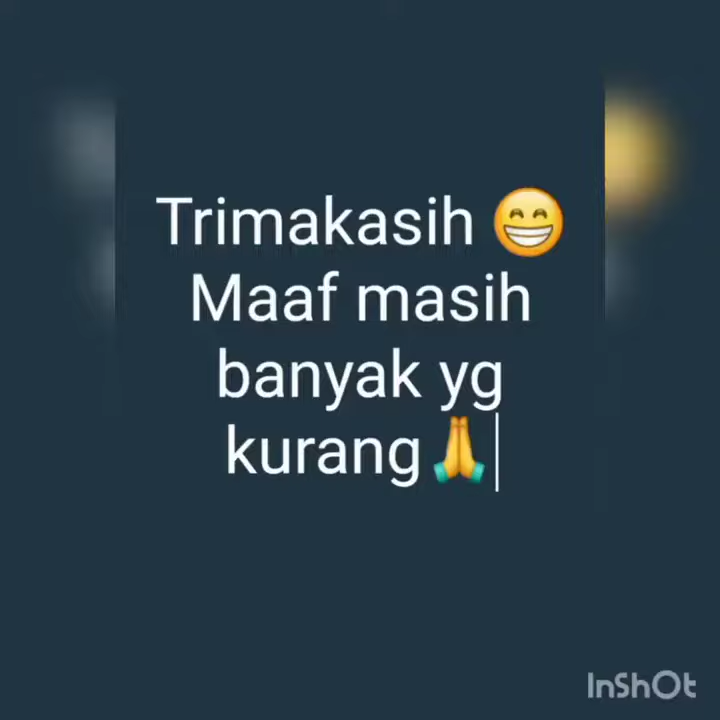 Trimakasih 😁
Maaf masih
banyak yg
kurang🙏
InShOt